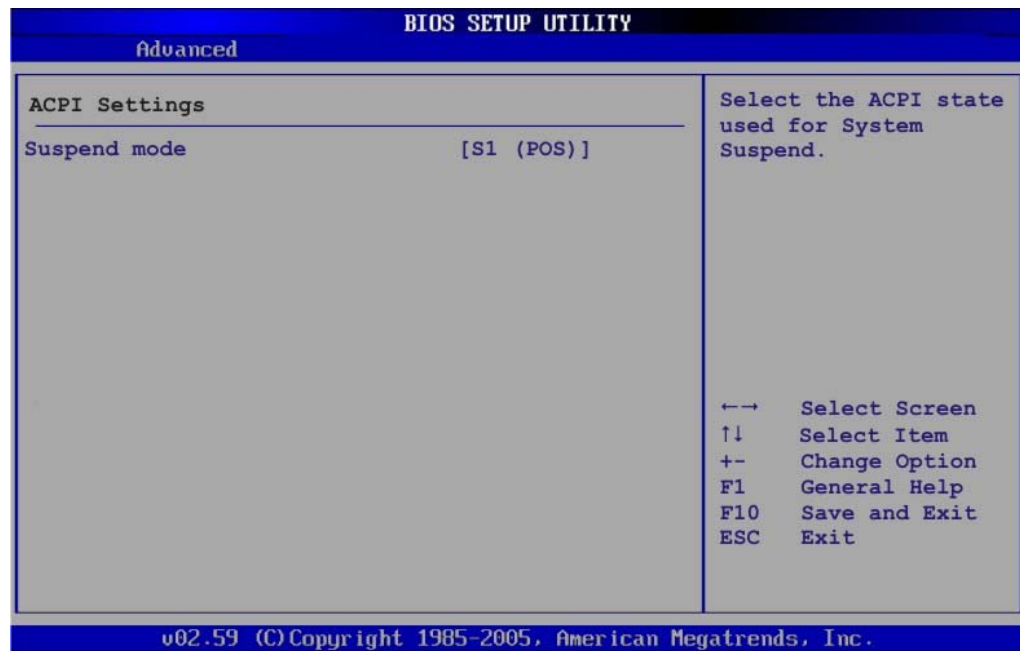 BIOS SETUP UTILITY
Advanced
ACPI Settings
Suspend mode [S1 (POS)]
Select the ACPI state
used for System
Suspend.
←→ Select Screen
↑↓ Select Item
+- Change Option
F1 General Help
F10 Save and Exit
ESC Exit
v02.59 (C)Copyright 1985-2005, American Megatrends, Inc.